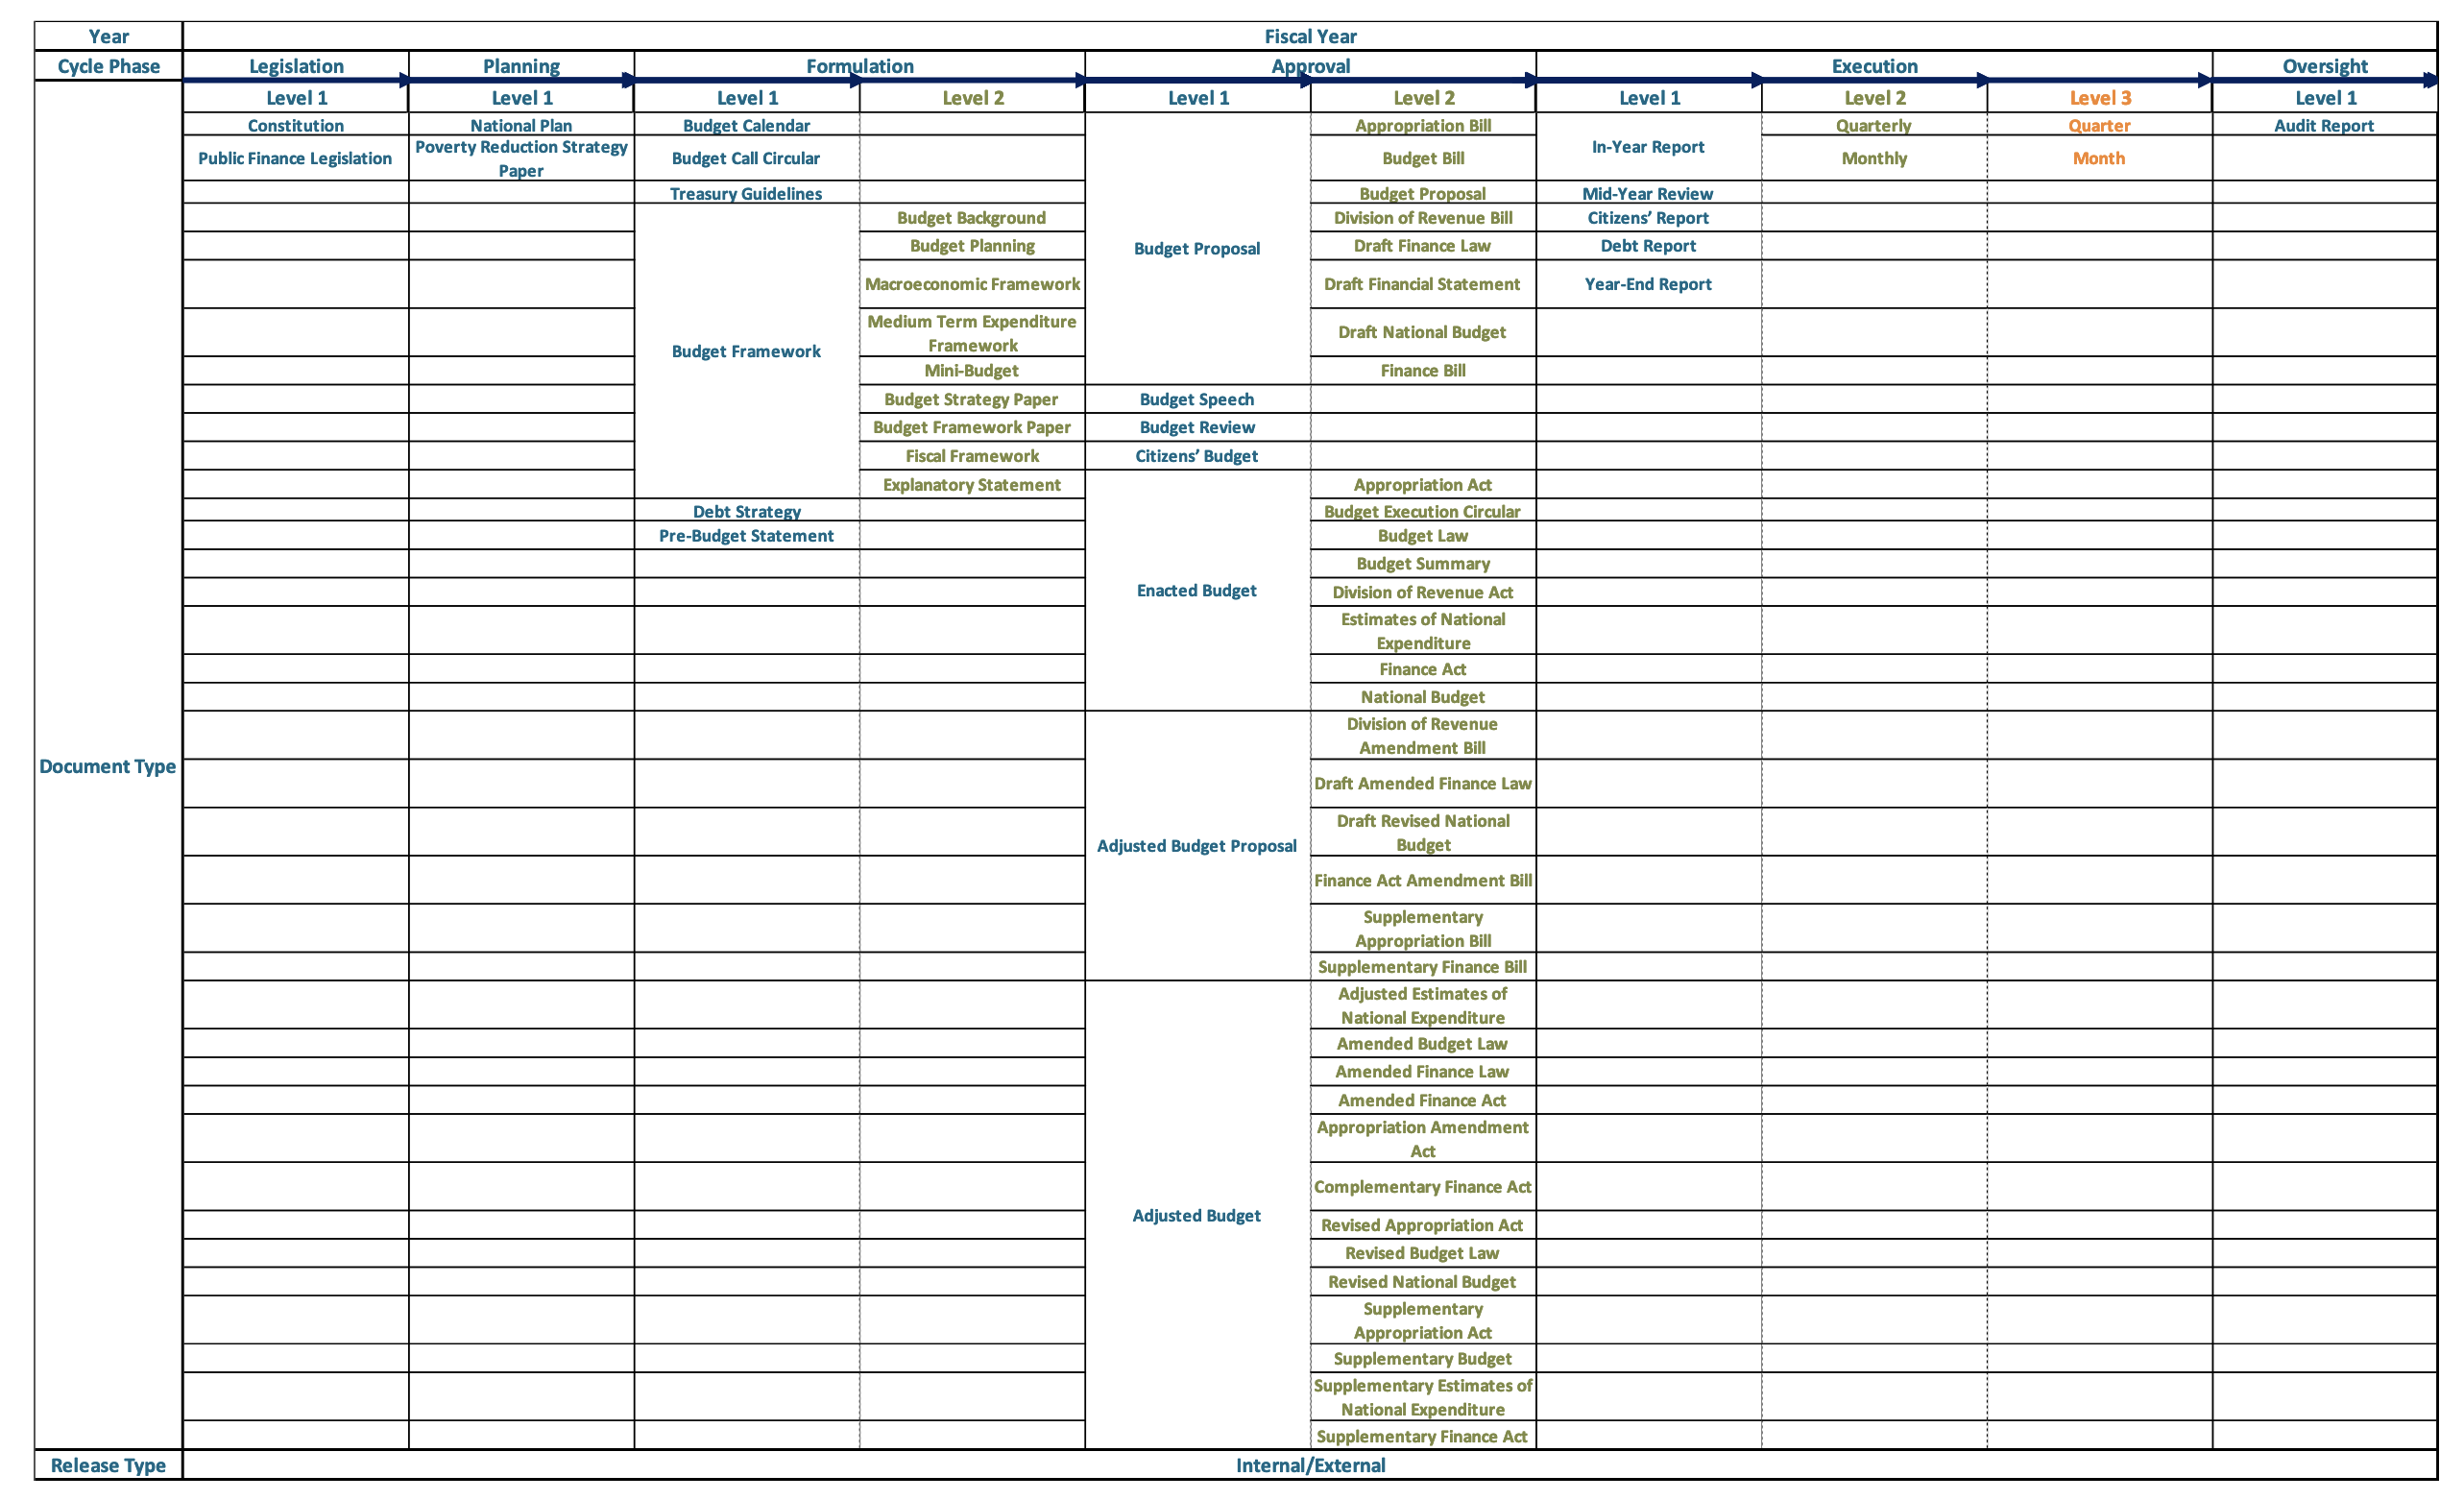 Year Fiscal Year
Cycle Phase Legislation Planning Formulation Approval Execution Oversight
Level 1 Level 1 Level 1 Level 2 Level 1 Level 2 Level 1 Level 2 Level 3 Level 1
Constitution National Plan Budget Calendar Appropriation Bill Quarterly Quarter Audit Report
Poverty Reduction Strategy
In-Year Report
Public Finance Legislation Budget Call Circular Budget Bill Monthly Month
Paper
Treasury Guidelines Budget Proposal Mid-Year Review
Budget Background Division of Revenue Bill Citizens’ Report
Budget Planning Budget Proposal Draft Finance Law Debt Report
Macroeconomic Framework Draft Financial Statement Year-End Report
Medium Term Expenditure
Draft National Budget
Framework
Budget Framework
Mini-Budget Finance Bill
Budget Strategy Paper Budget Speech
Budget Framework Paper Budget Review
Fiscal Framework Citizens’ Budget
Explanatory Statement Appropriation Act
Debt Strategy Budget Execution Circular
Pre-Budget Statement Budget Law
Budget Summary
Enacted Budget Division of Revenue Act
Estimates of National
Expenditure
Finance Act
National Budget
Division of Revenue
Amendment Bill
Document Type
Draft Amended Finance Law
Draft Revised National
Budget
Adjusted Budget Proposal
Finance Act Amendment Bill
Supplementary
Appropriation Bill
Supplementary Finance Bill
Adjusted Estimates of
National Expenditure
Amended Budget Law
Amended Finance Law
Amended Finance Act
Appropriation Amendment
Act
Complementary Finance Act
Adjusted Budget
Revised Appropriation Act
Revised Budget Law
Revised National Budget
Supplementary
Appropriation Act
Supplementary Budget
Supplementary Estimates of
National Expenditure
Supplementary Finance Act
Release Type Internal/External